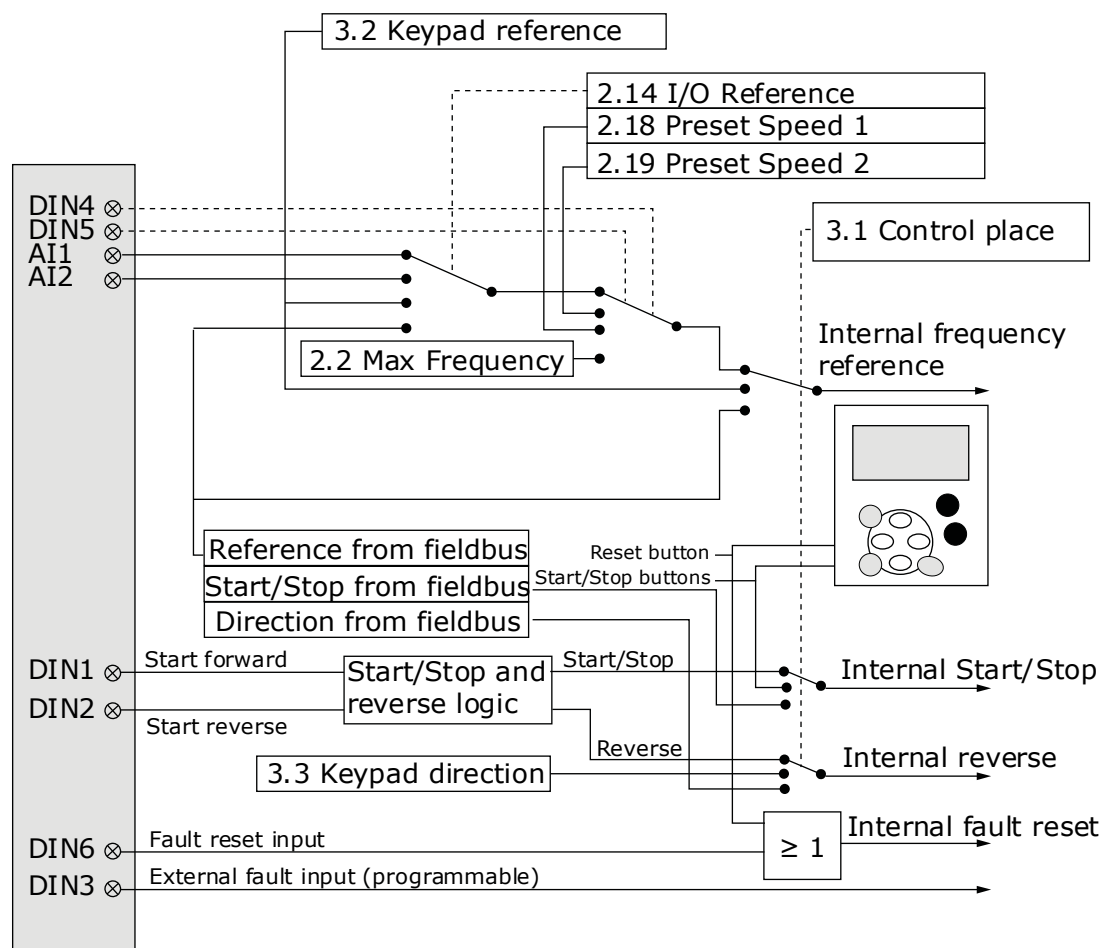 3.2 Keypad reference
2.14 I/O Reference
2.18 Preset Speed 1
2.19 Preset Speed 2
DIN4
DIN5
AI1
AI2
3.1 Control place
2.2 Max Frequency
Internal frequency
reference
Reference from fieldbus
Start/Stop from fieldbus
Direction from fieldbus
Reset button
Start/Stop buttons
DIN1
Start forward
Start/Stop and
reverse logic
Start/Stop
Internal Start/Stop
DIN2
Start reverse
Reverse
Internal reverse
3.3 Keypad direction
Internal fault reset
DIN6
Fault reset input
≥ 1
DIN3
External fault input (programmable)